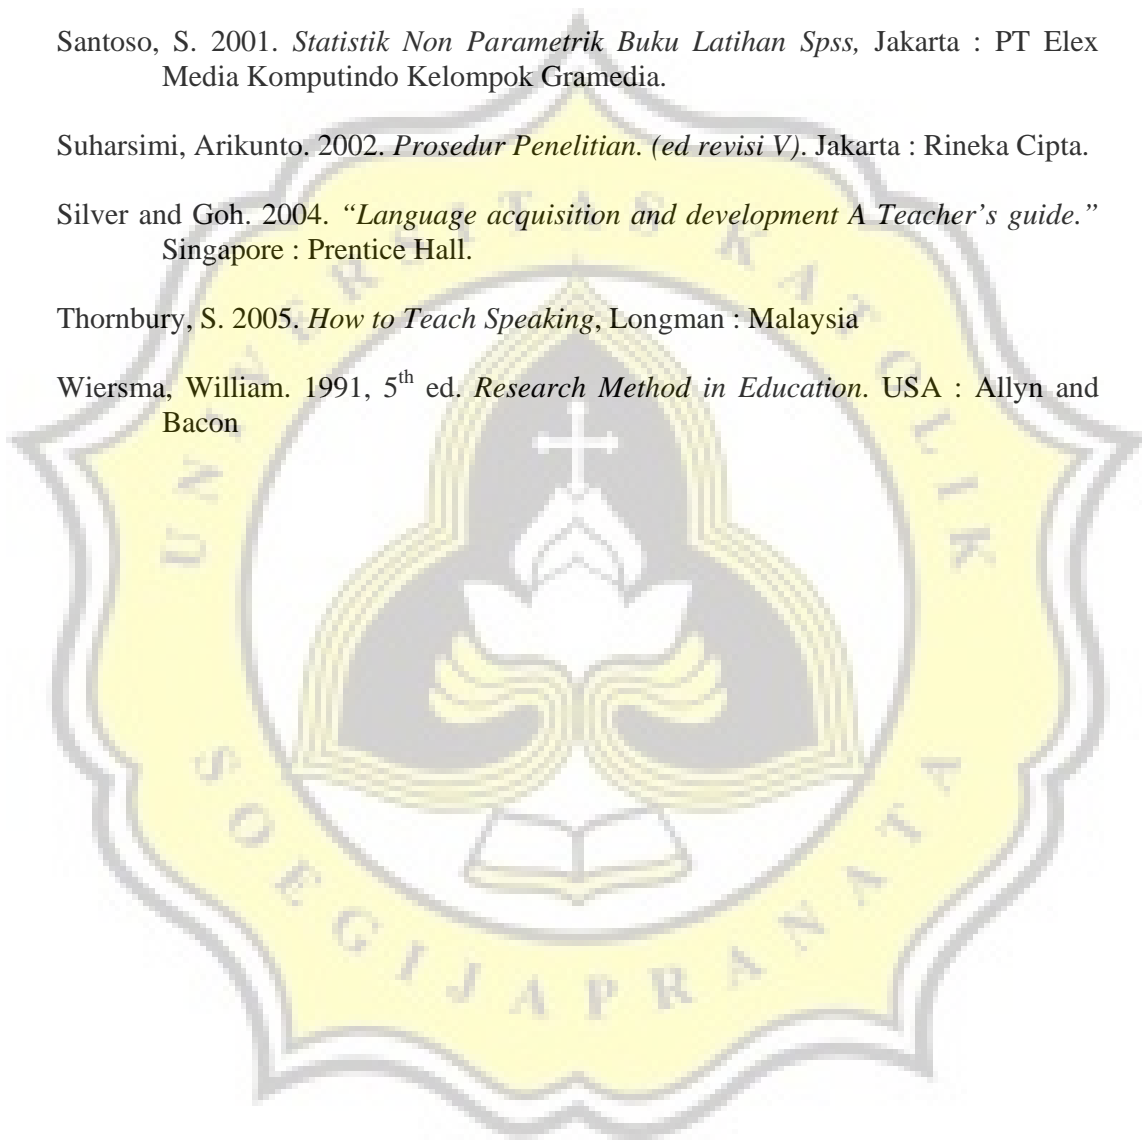 Santoso, S. 2001. Statistik Non Parametrik Buku Latihan Spss, Jakarta : PT Elex
Media Komputindo Kelompok Gramedia.
Suharsimi, Arikunto. 2002. Prosedur Penelitian. (ed revisi V). Jakarta : Rineka Cipta.
Silver and Goh. 2004. “Language acquisition and development A Teacher’s guide.”
Singapore : Prentice Hall.
Thornbury, S. 2005. How to Teach Speaking, Longman : Malaysia
Wiersma, William. 1991, 5th ed. Research Method in Education. USA : Allyn and
Bacon
UNIVERSITAS KATOLIK
SOEGIJAPRANATA